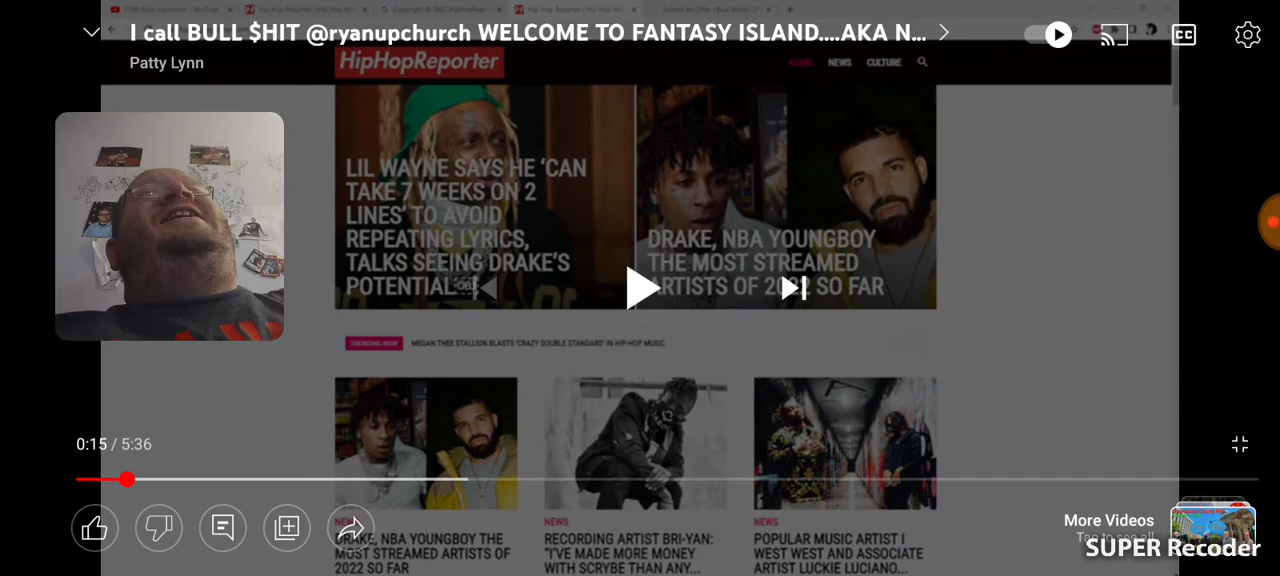 I call BULL $HIT @ryanupchurch WELCOME TO FANTASY ISLAND....AKA N...
Patty Lynn
HipHopReporter
HOME NEWS CULTURE
LIL WAYNE SAYS HE ‘CAN
TAKE 7 WEEKS ON 2
LINES’ TO AVOID
REPEATING LYRICS,
TALKS SEEING DRAKE’S
POTENTIAL
DRAKE, NBA YOUNGBOY
THE MOST STREAMED
ARTISTS OF 2022 SO FAR
TRENDING NOW MEGAN THEE STALLION BLASTS ‘CRAZY DOUBLE STANDARD’ IN HIP-HOP MUSIC
0:15 / 5:36
NEWS
DRAKE, NBA YOUNGBOY THE
MOST STREAMED ARTISTS OF
2022 SO FAR
NEWS
RECORDING ARTIST BRI-YAN:
“I’VE MADE MORE MONEY
WITH SCRYBE THAN ANY...
NEWS
POPULAR MUSIC ARTIST I
WEST WEST AND ASSOCIATE
ARTIST LUCKIE LUCIANO...
More Videos
Tap to see all
SUPER Recoder